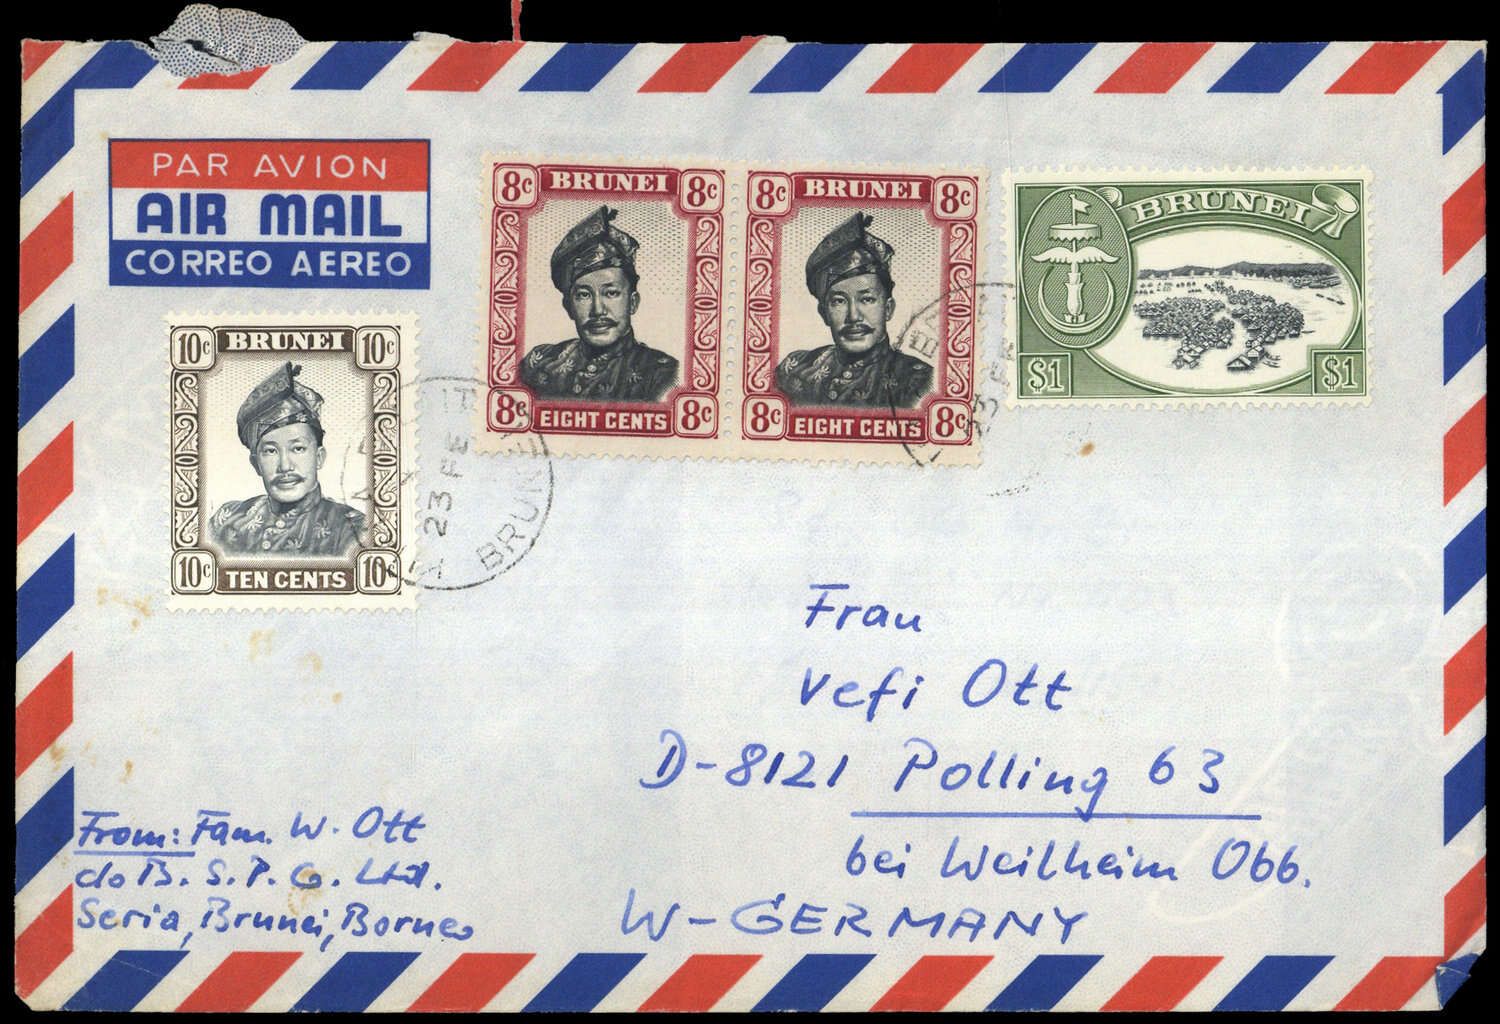 PAR AVION
AIR MAIL
CORREO AEREO
8c BRUNEI 8c
8c EIGHT CENTS 8c
8c BRUNEI 8c
8c EIGHT CENTS 8c
BRUNEI
$1 $1
10c BRUNEI 10c
10c TEN CENTS 10c
23 FE
BRUNEI
Frau
Vefi Ott
D-8121 Polling 63
bei Weilheim Obb.
W-GERMANY
From: Fam. W. Ott
c/o B. S. P. C. Ltd.
Seria, Brunei, Borneo